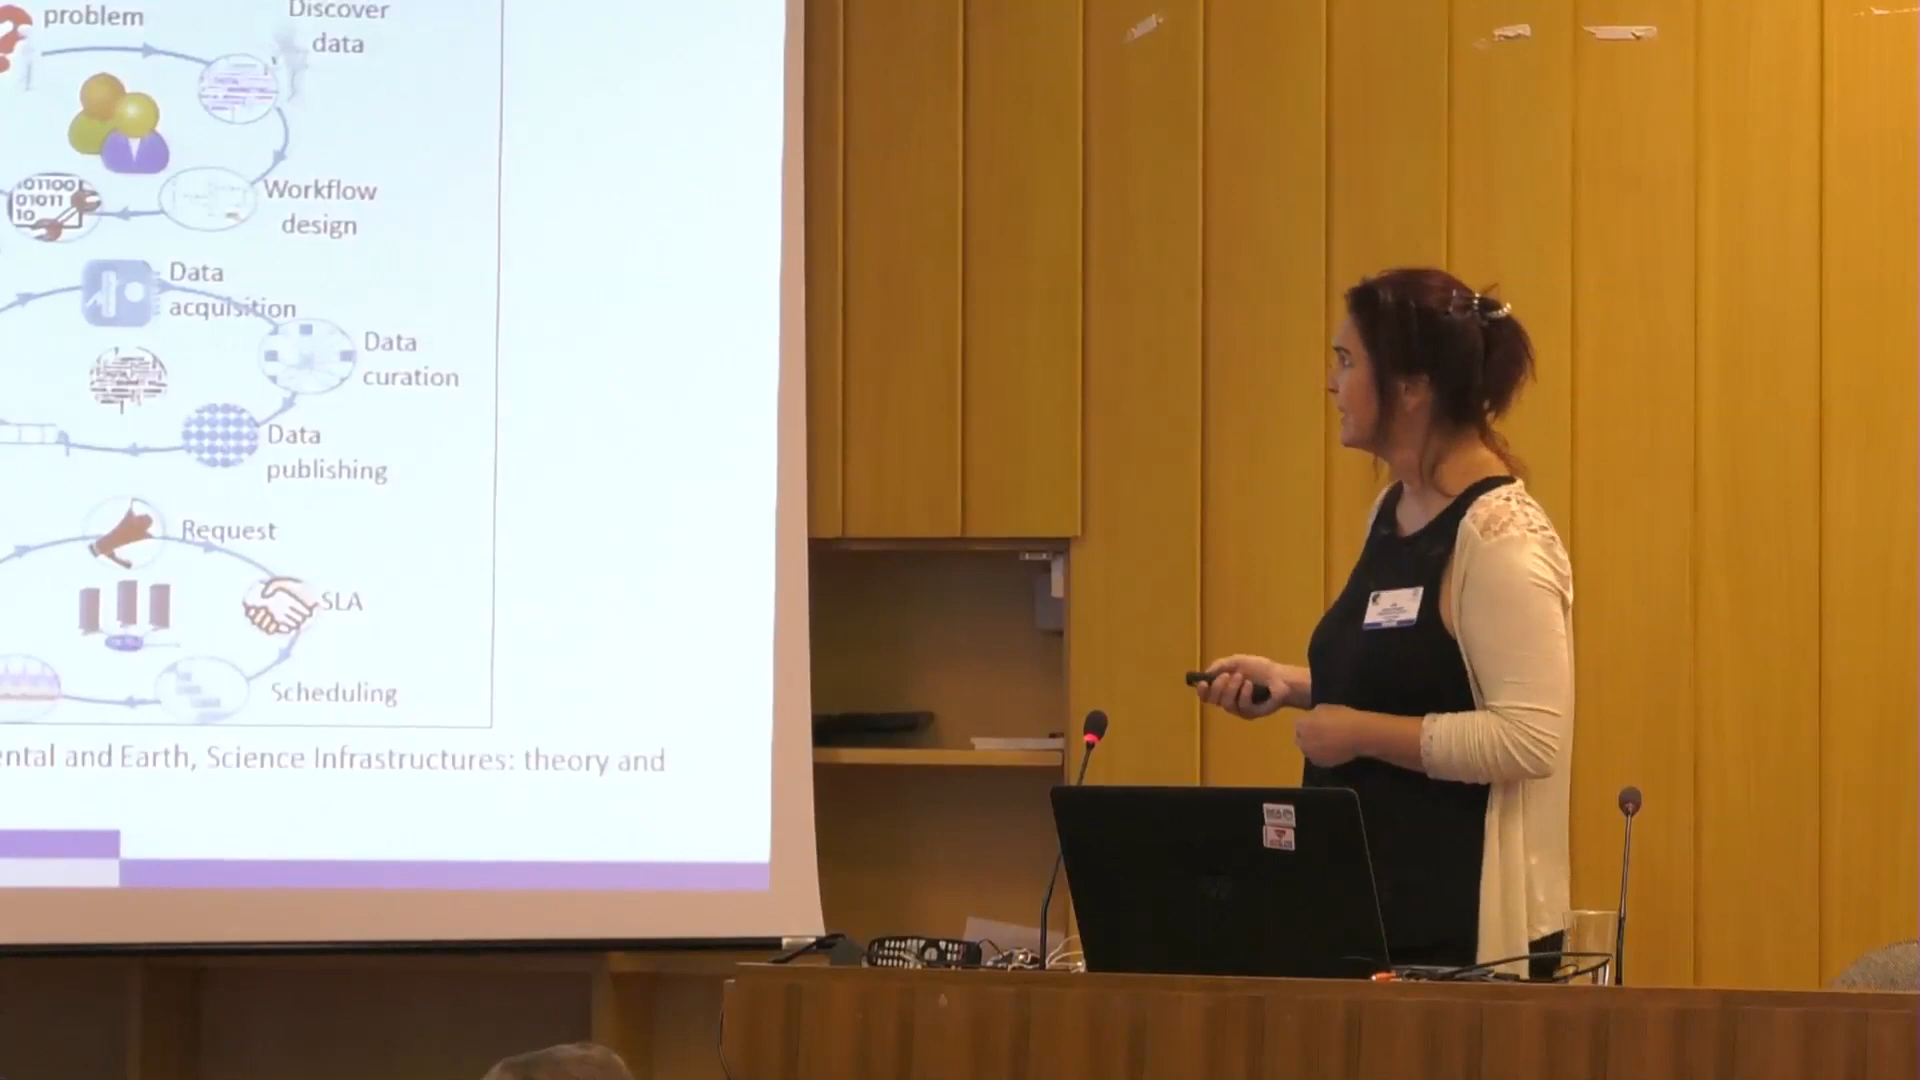 problem
Discover
data
01100
01011
10
Workflow
design
Data
acquisition
Data
curation
Data
publishing
Request
SLA
Scheduling
ental and Earth, Science Infrastructures: theory and